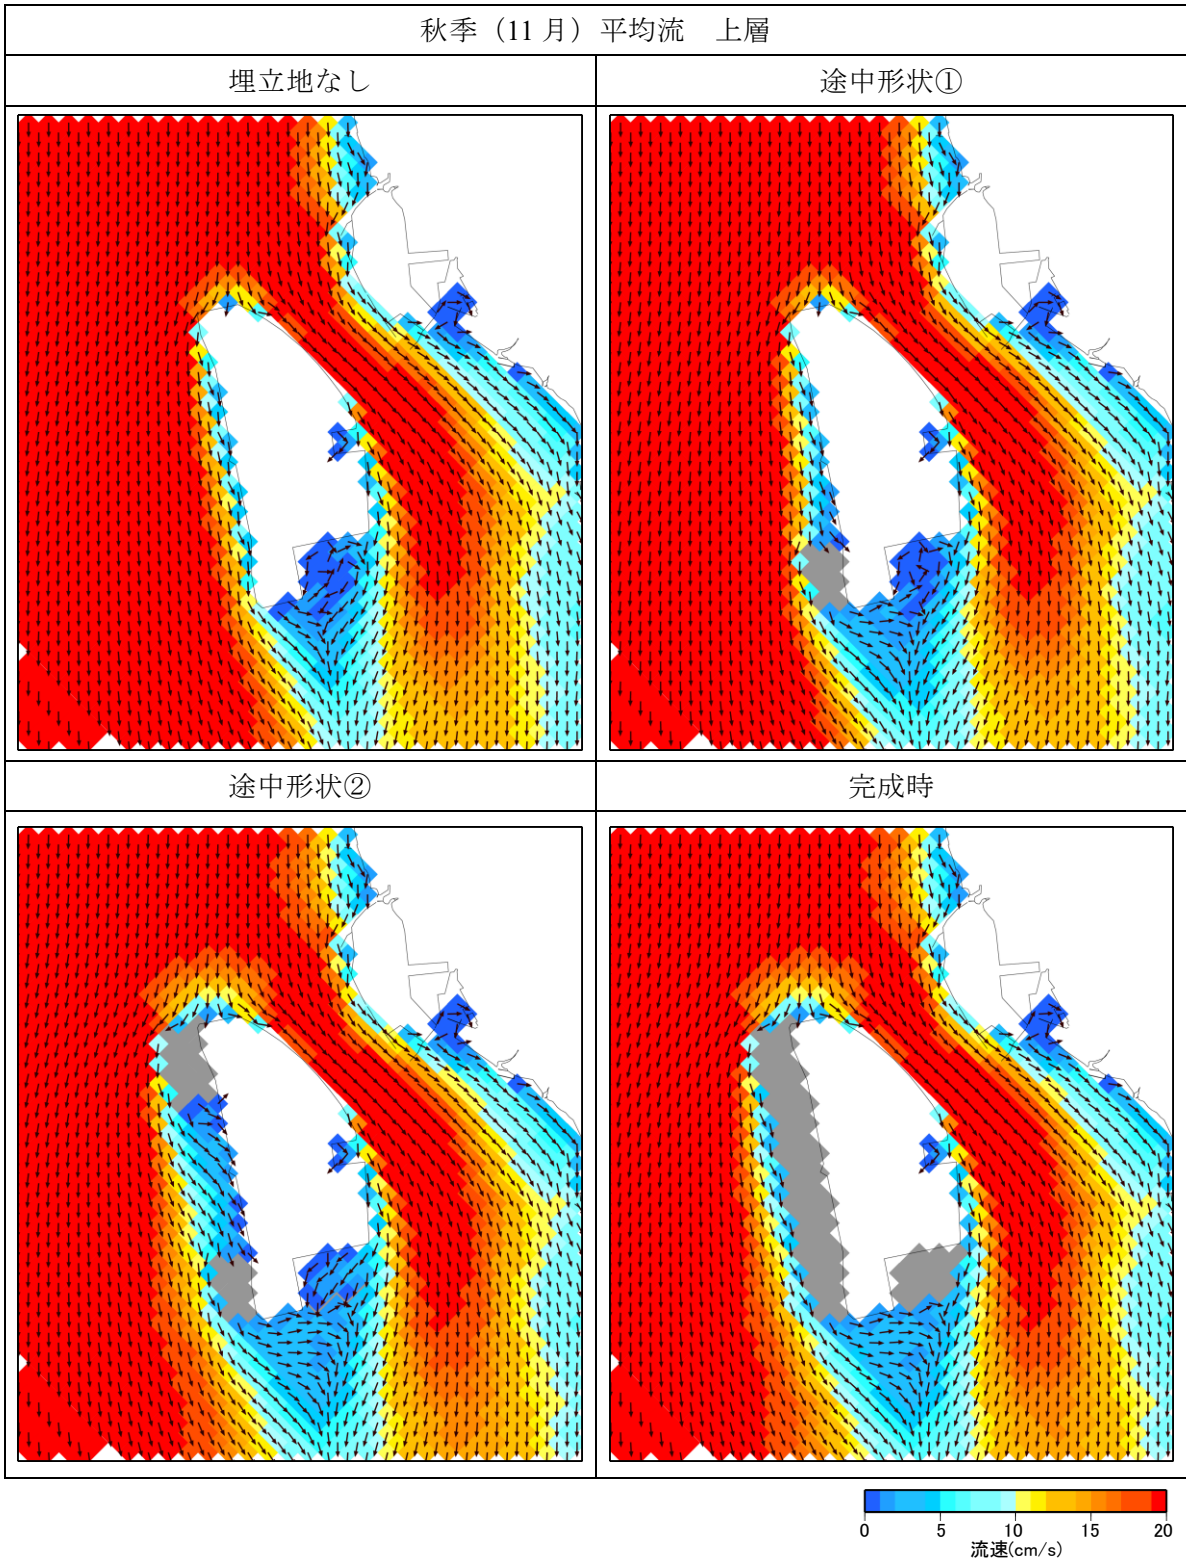 秋季（11 月）平均流　上層
埋立地なし
途中形状①
途中形状②
完成時
0 5 10 15 20
流速(cm/s)